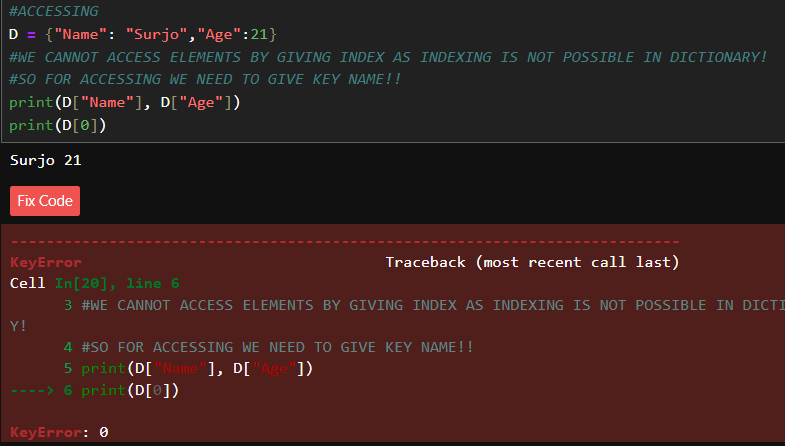 #ACCESSING
D = {"Name": "Surjo","Age":21}
#WE CANNOT ACCESS ELEMENTS BY GIVING INDEX AS INDEXING IS NOT POSSIBLE IN DICTIONARY!
#SO FOR ACCESSING WE NEED TO GIVE KEY NAME!!
print(D["Name"], D["Age"])
print(D[0])
Surjo 21
Fix Code
---------------------------------------------------------------------------
KeyError                                  Traceback (most recent call last)
Cell In[20], line 6
      3 #WE CANNOT ACCESS ELEMENTS BY GIVING INDEX AS INDEXING IS NOT POSSIBLE IN DICTI
Y!
      4 #SO FOR ACCESSING WE NEED TO GIVE KEY NAME!!
      5 print(D["Name"], D["Age"])
----> 6 print(D[0])
KeyError: 0